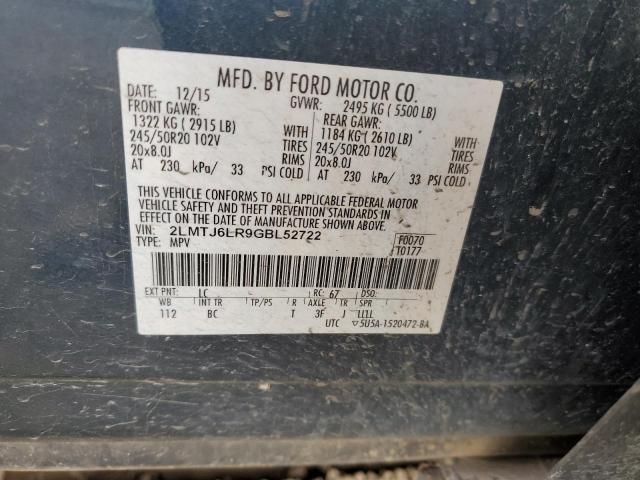 MFD. BY FORD MOTOR CO.
DATE: 12/15 GVWR: 2495 KG ( 5500 LB)
FRONT GAWR: REAR GAWR:
1322 KG ( 2915 LB) WITH 1184 KG ( 2610 LB) WITH
245/50R20 102V TIRES 245/50R20 102V TIRES
20x8.0J RIMS 20x8.0J RIMS
AT 230 kPa/ 33 PSI COLD AT 230 kPa/ 33 PSI COLD
THIS VEHICLE CONFORMS TO ALL APPLICABLE FEDERAL MOTOR
VEHICLE SAFETY AND THEFT PREVENTION STANDARDS IN
EFFECT ON THE DATE OF MANUFACTURE SHOWN ABOVE.
VIN: 2LMTJ6LR9GBL52722 F0070
TYPE: MPV T0177
EXT PNT: LC RC: 67 DSO:
WB INT TR TP/PS R AXLE TR SPR
112 BC T 3F J LL1L
UTC ▽5U5A-1520472-BA